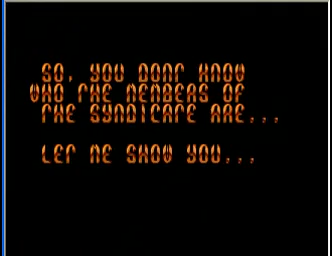 SO, YOU DONT KNOW
WHO THE MEMBERS OF
THE SYNDICATE ARE...
LET ME SHOW YOU...